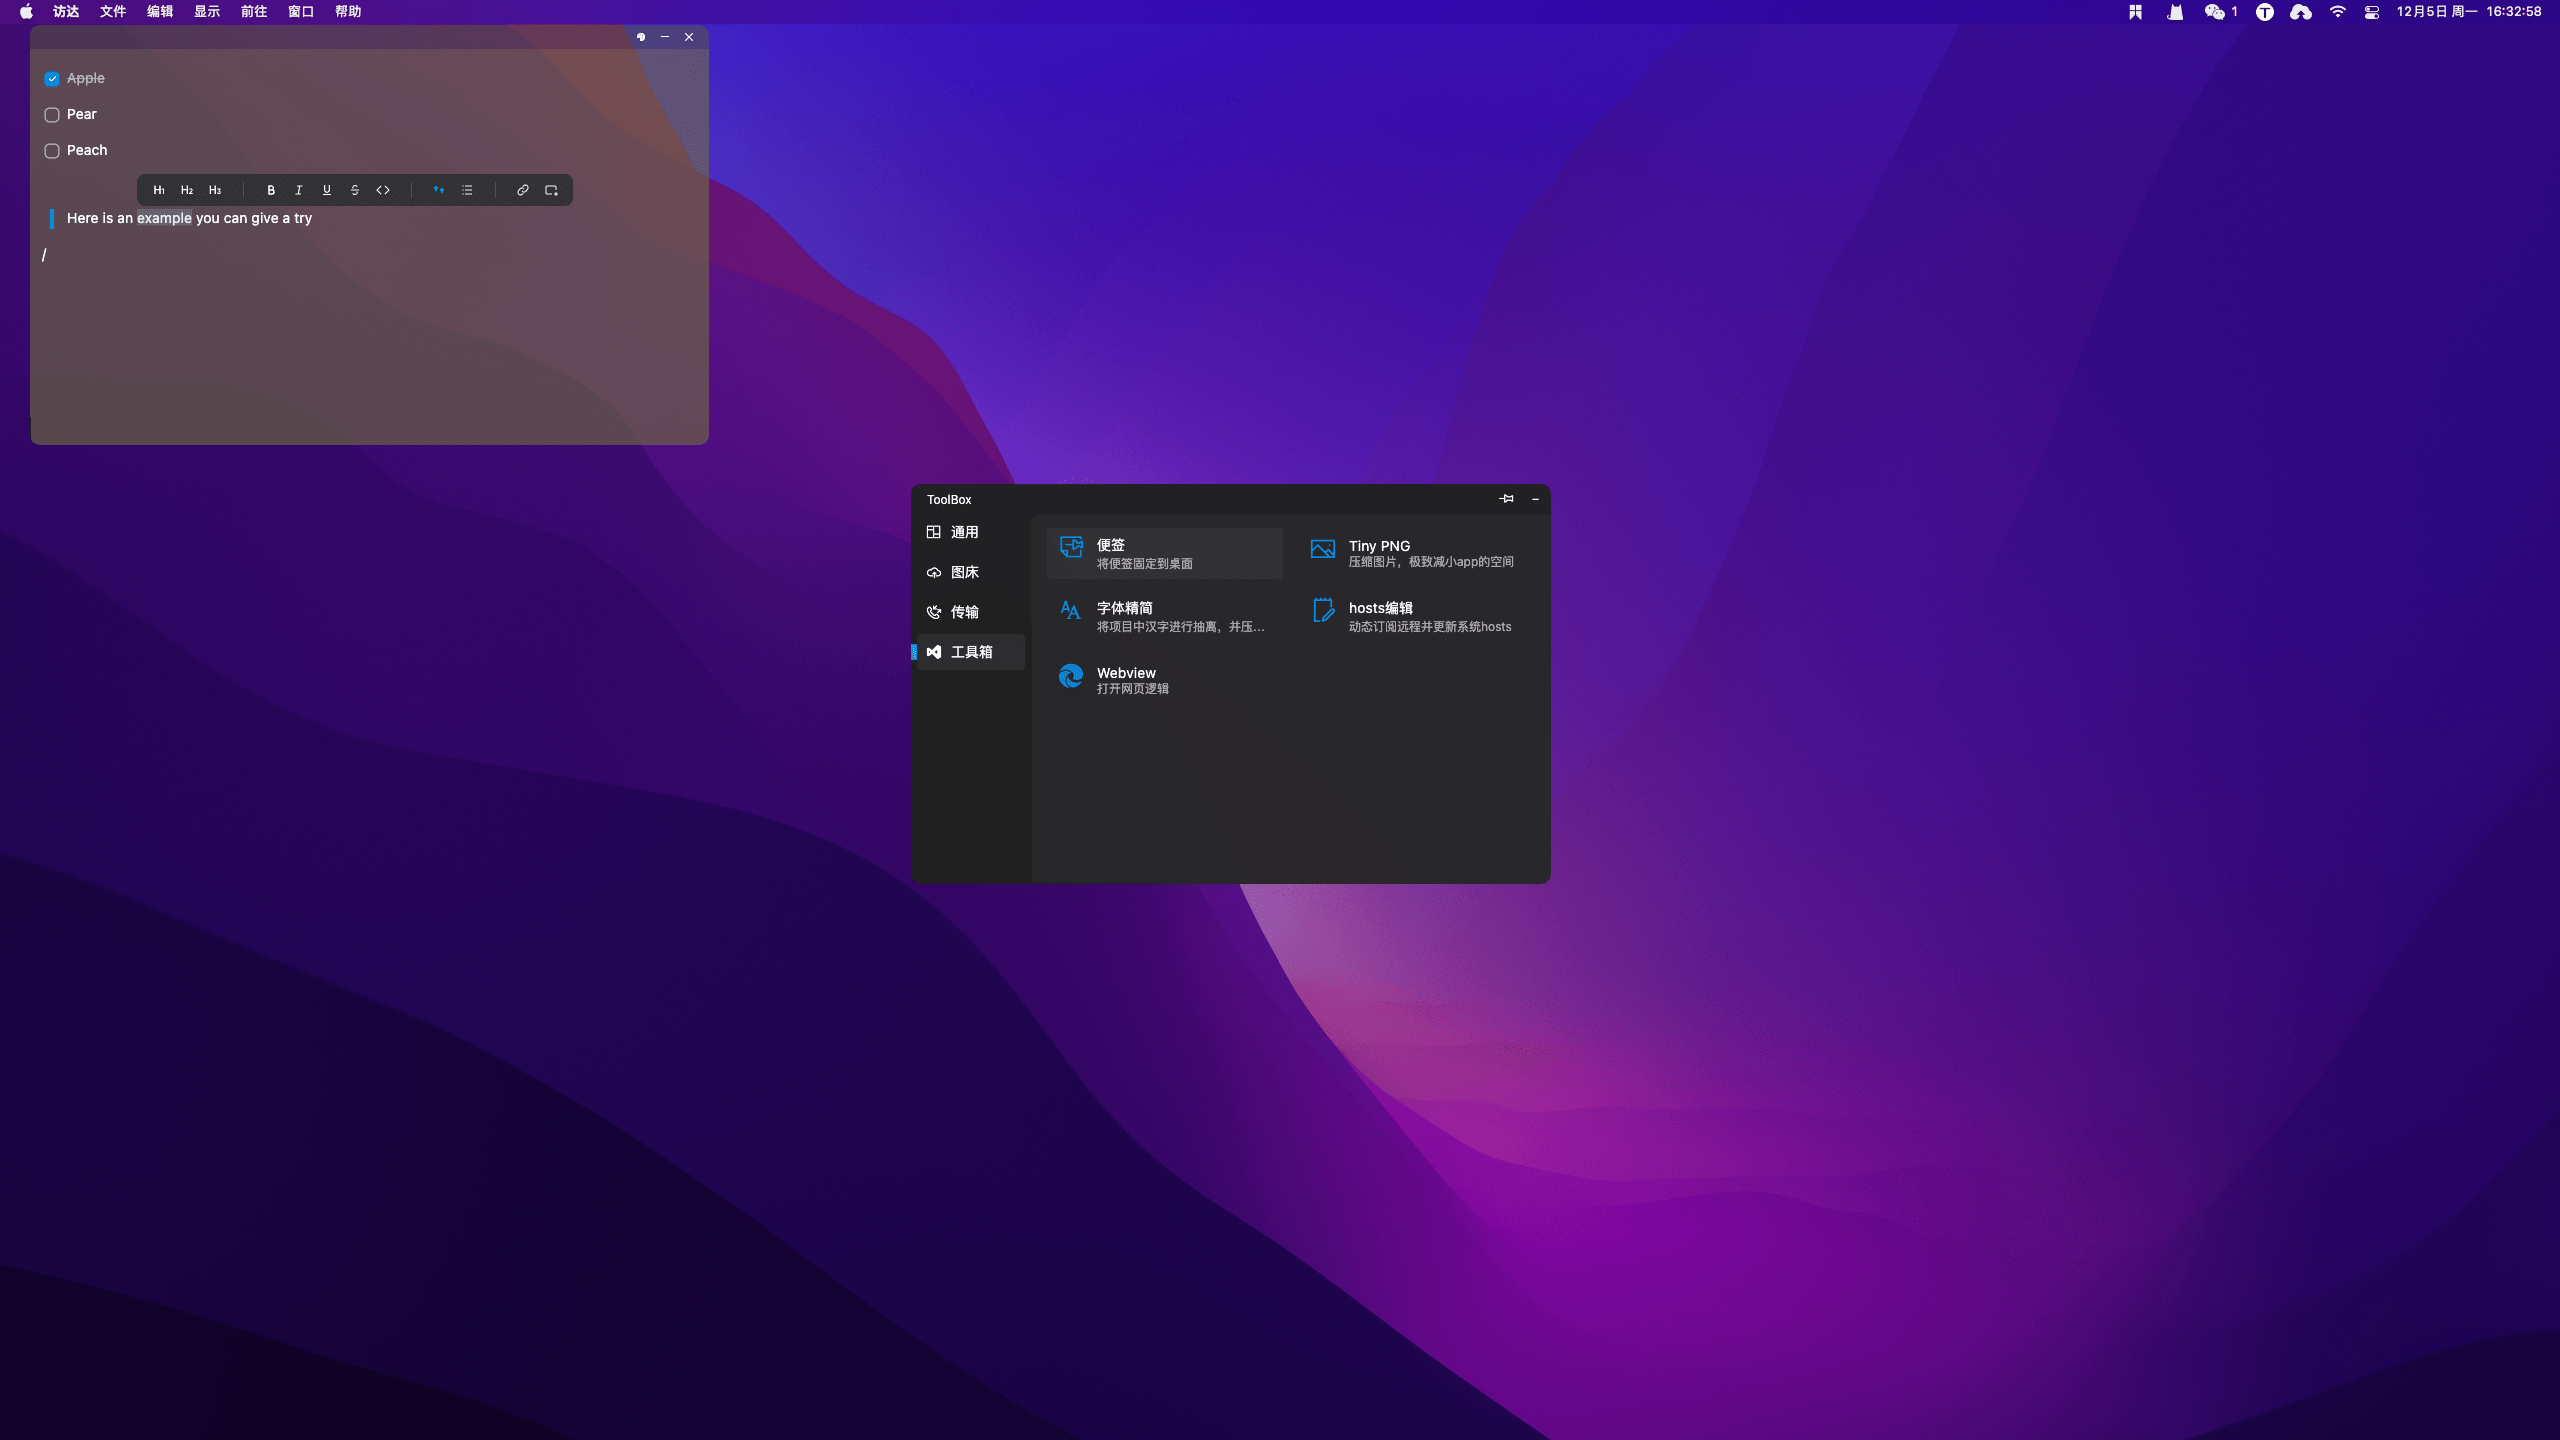 访达 文件 编辑 显示 前往 窗口 帮助 1 12月5日 周一 16:32:58
Apple
Pear
Peach
H1 H2 H3 B I U S <>
Here is an example you can give a try
/
ToolBox
通用
图床
传输
工具箱
便签
将便签固定到桌面
Tiny PNG
压缩图片，极致减小app的空间
字体精简
将项目中汉字进行抽离，并压...
hosts编辑
动态订阅远程并更新系统hosts
Webview
打开网页逻辑